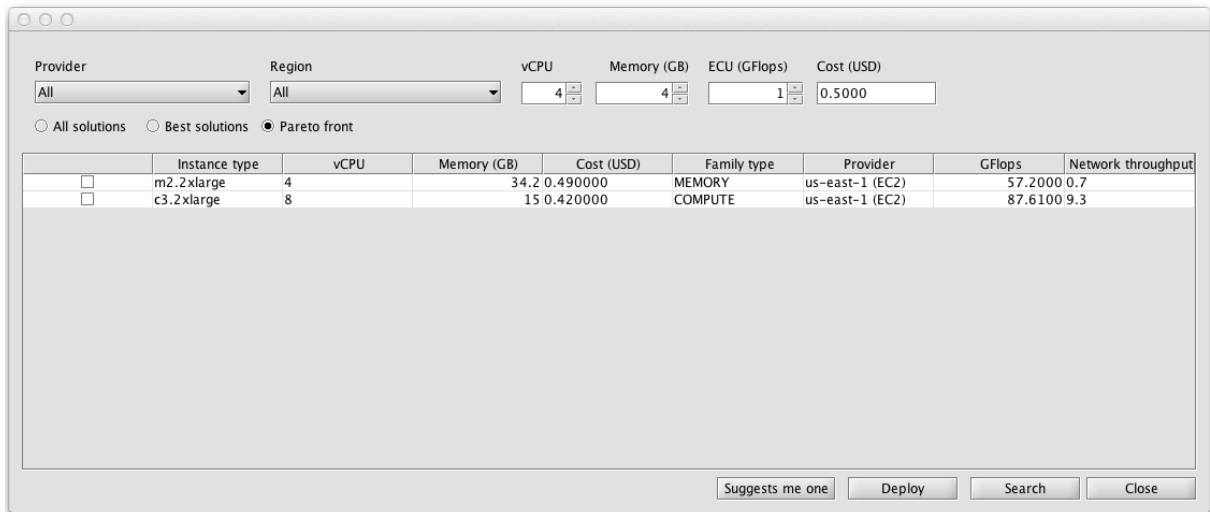 Provider Region vCPU Memory (GB) ECU (GFlops) Cost (USD)
All All 4 4 1 0.5000
All solutions Best solutions Pareto front
Instance type vCPU Memory (GB) Cost (USD) Family type Provider GFlops Network throughput
m2.2xlarge 4 34.2 0.490000 MEMORY us-east-1 (EC2) 57.2000 0.7
c3.2xlarge 8 15 0.420000 COMPUTE us-east-1 (EC2) 87.6100 9.3
Suggests me one Deploy Search Close